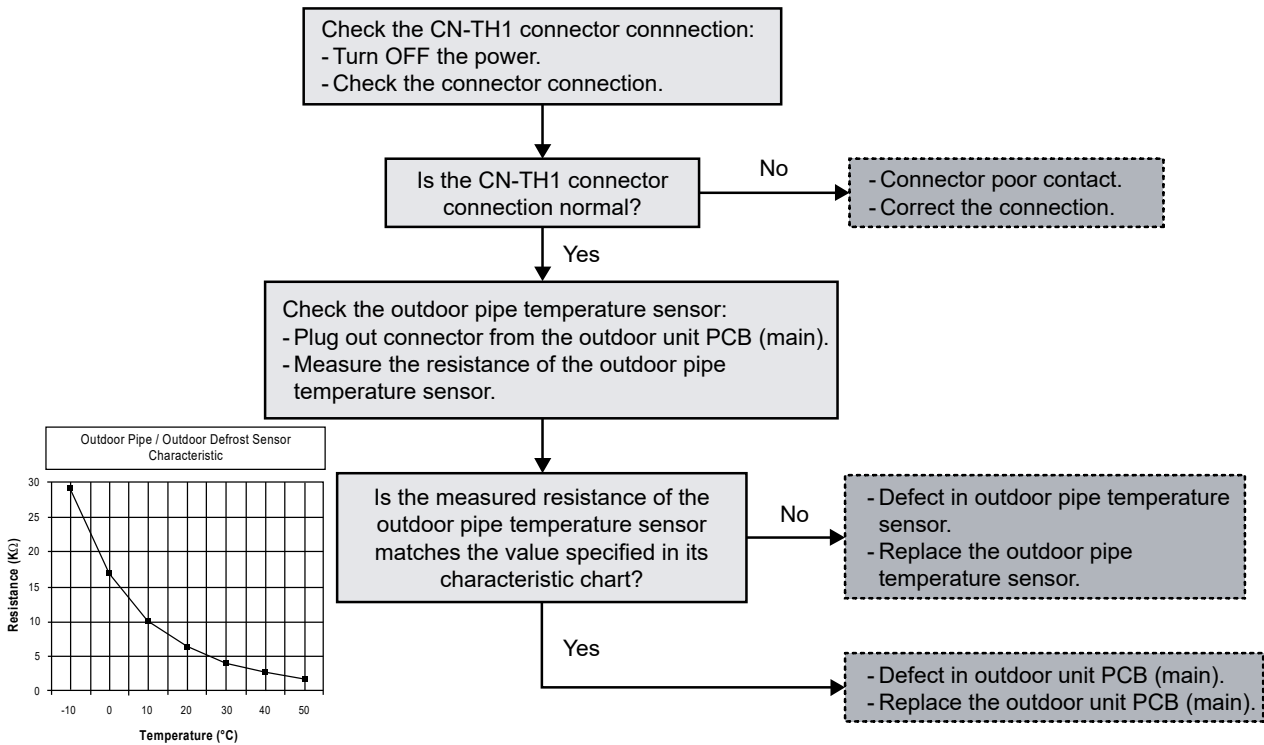 Check the CN-TH1 connector connnection:
- Turn OFF the power.
- Check the connector connection.
Is the CN-TH1 connector
connection normal?
No
- Connector poor contact.
- Correct the connection.
Yes
Check the outdoor pipe temperature sensor:
- Plug out connector from the outdoor unit PCB (main).
- Measure the resistance of the outdoor pipe
temperature sensor.
Outdoor Pipe / Outdoor Defrost Sensor
Characteristic
Resistance (KΩ)
30
25
20
15
10
5
0
-10 0 10 20 30 40 50
Temperature (°C)
Is the measured resistance of the
outdoor pipe temperature sensor
matches the value specified in its
characteristic chart?
No
- Defect in outdoor pipe temperature
sensor.
- Replace the outdoor pipe
temperature sensor.
Yes
- Defect in outdoor unit PCB (main).
- Replace the outdoor unit PCB (main).